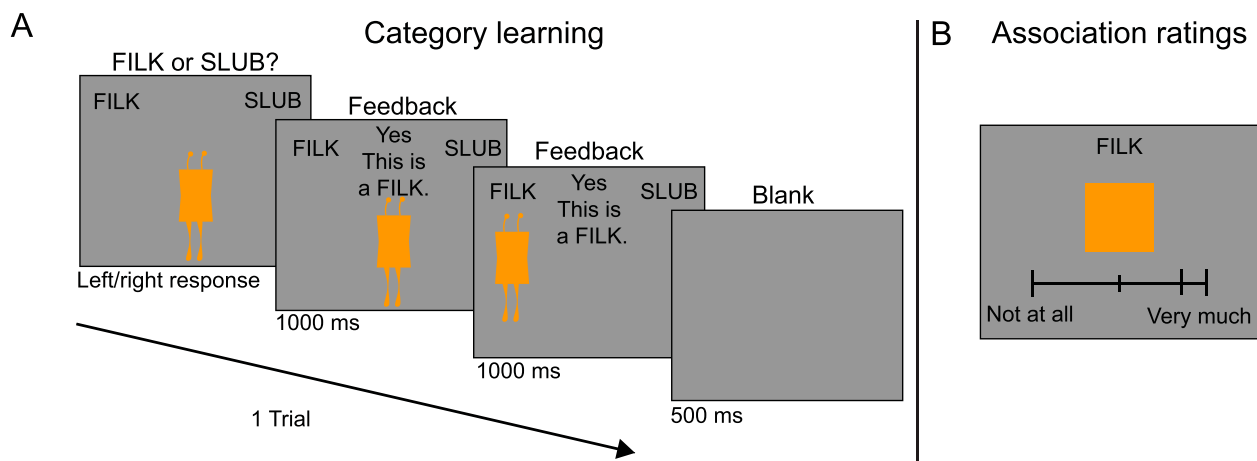 A
Category learning
FILK or SLUB?
FILK
SLUB
Left/right response
Feedback
FILK
Yes
This is
a FILK.
SLUB
1000 ms
Feedback
FILK
Yes
This is
a FILK.
SLUB
1000 ms
Blank
500 ms
1 Trial
B
Association ratings
FILK
Not at all
Very much